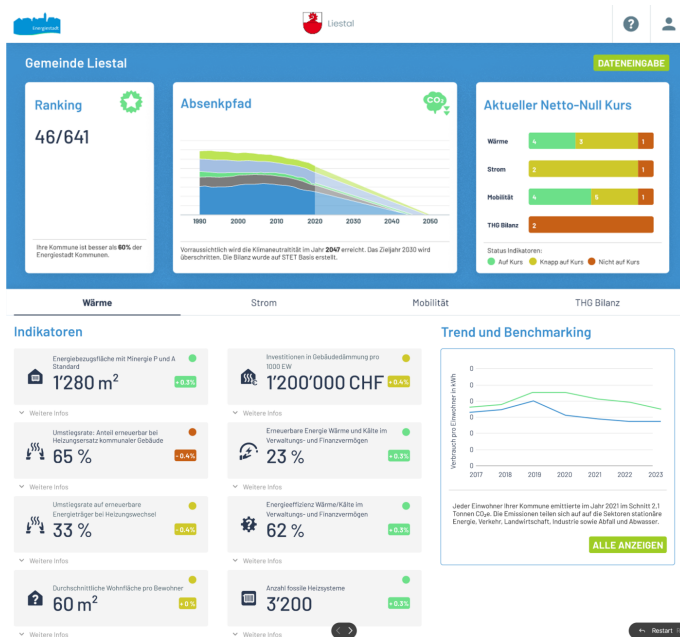 energiestadt
Liestal
?
Gemeinde Liestal
DATENEINGABE
Ranking
46/641
Ihre Kommune ist besser als 60% der
Energiestadt Kommunen.
Absenkpfad
CO₂
1990 2000 2010 2020 2030 2040 2050
Vorraussichtlich wird die Klimaneutraltität im Jahr 2047 erreicht. Das Zieljahr 2030 wird
überschritten. Die Bilanz wurde auf STET Basis erstellt.
Aktueller Netto-Null Kurs
Wärme 4 3 1
Strom 2 1
Mobilität 4 5 1
THG Bilanz 2
Status Indikatoren:
Auf Kurs Knapp auf Kurs Nicht auf Kurs
Wärme Strom Mobilität THG Bilanz
Indikatoren
Energiebezugsfläche mit Minergie P und A
Standard
1'280 m²
+0.3%
Weitere Infos
Investitionen in Gebäudedämmung pro
1000 EW
1'200'000 CHF
+0.4%
Weitere Infos
Umstiegsrate: Anteil erneuerbar bei
Heizungsersatz kommunaler Gebäude
65 %
-0.4%
Weitere Infos
Erneuerbare Energie Wärme und Kälte im
Verwaltungs- und Finanzvermögen
23 %
+0.3%
Weitere Infos
Umstiegsrate auf erneuerbare
Energieträger bei Heizungswechsel
33 %
-0.4%
Weitere Infos
Energieeffizienz Wärme/Kälte im
Verwaltungs- und Finanzvermögen
62 %
+0.3%
Weitere Infos
Durchschnittliche Wohnfläche pro Bewohner
60 m²
+0 %
Weitere Infos
Anzahl fossile Heizsysteme
3'200
+0.3%
Weitere Infos
Trend und Benchmarking
Verbrauch pro Einwohner in kWh
0
0
0
0
0
0
0
2017 2018 2019 2020 2021 2022 2023
Jeder Einwohner Ihrer Kommune emittierte im Jahr 2021 im Schnitt 2.1
Tonnen CO₂e. Die Emissionen teilen sich auf auf die Sektoren stationäre
Energie, Verkehr, Landwirtschaft, Industrie sowie Abfall und Abwasser.
ALLE ANZEIGEN
Restart